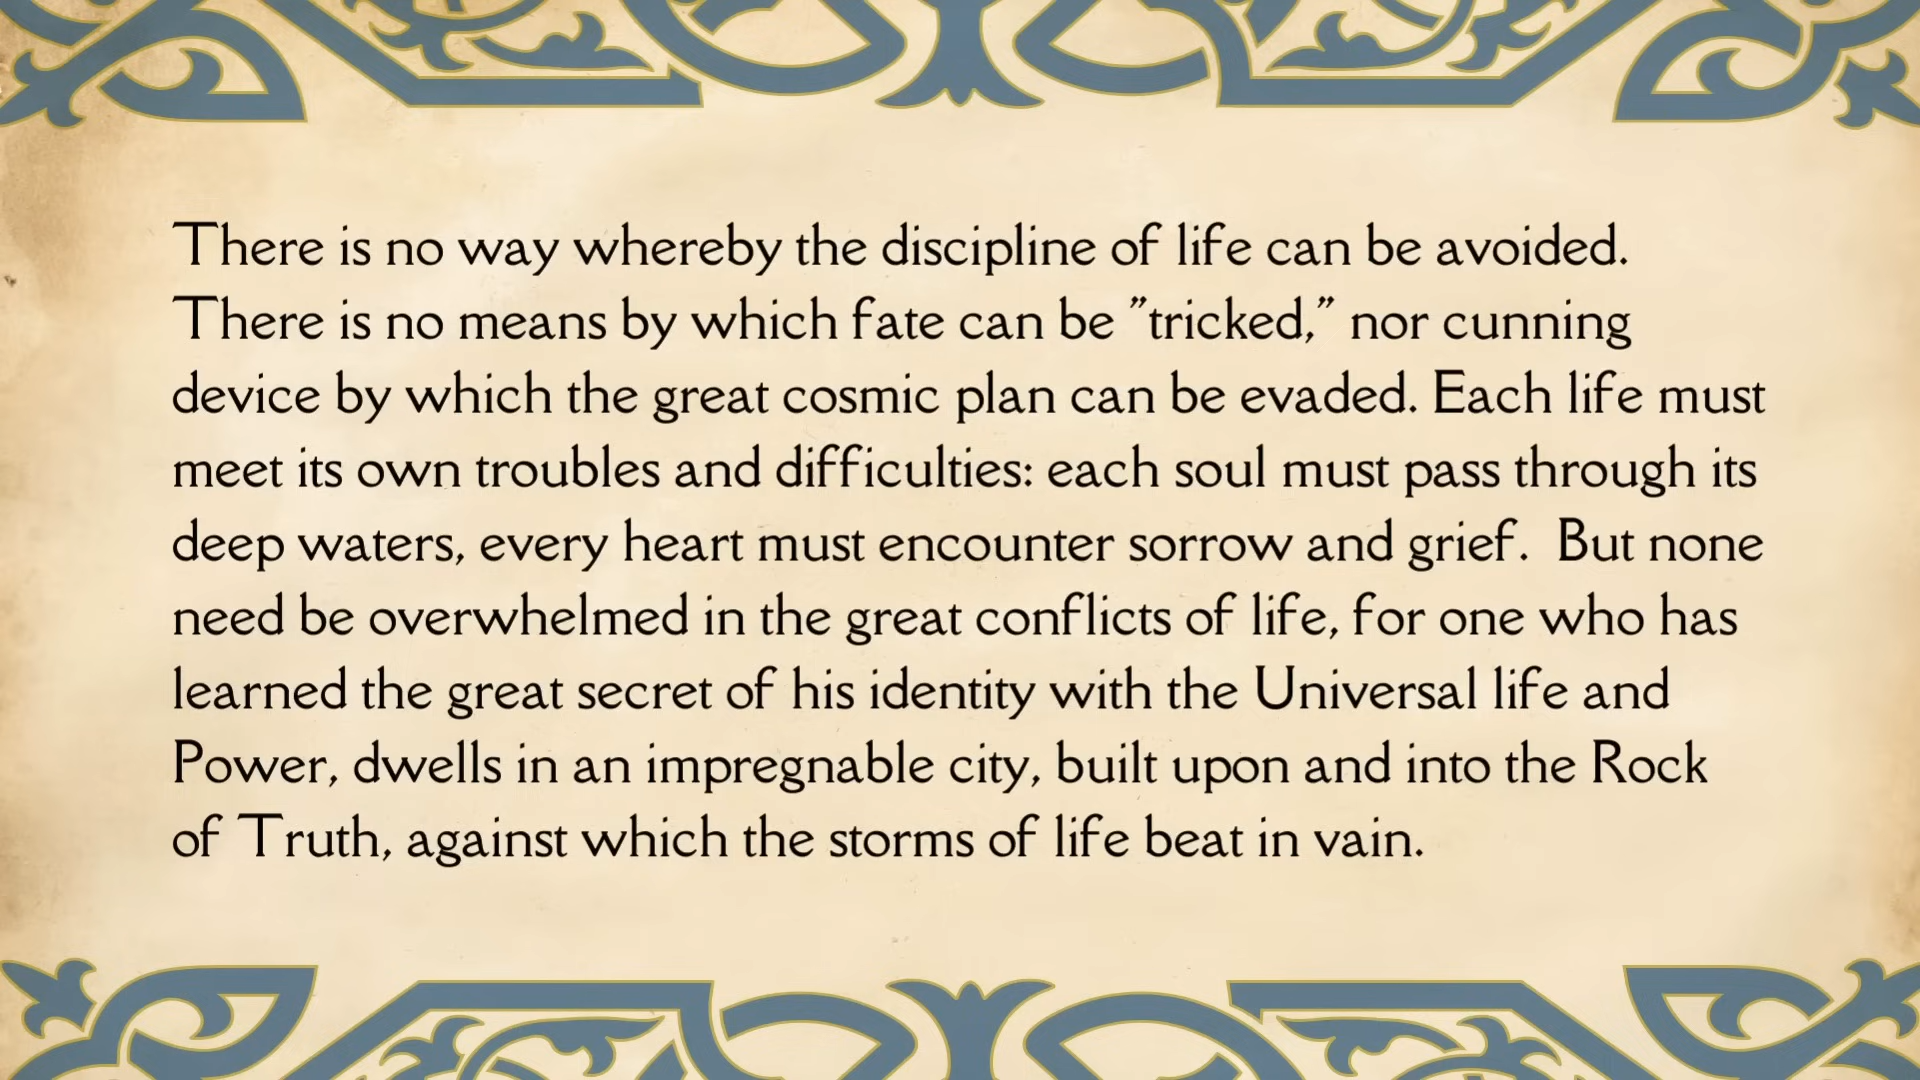 There is no way whereby the discipline of life can be avoided.
There is no means by which fate can be "tricked," nor cunning
device by which the great cosmic plan can be evaded. Each life must
meet its own troubles and difficulties: each soul must pass through its
deep waters, every heart must encounter sorrow and grief.  But none
need be overwhelmed in the great conflicts of life, for one who has
learned the great secret of his identity with the Universal life and
Power, dwells in an impregnable city, built upon and into the Rock
of Truth, against which the storms of life beat in vain.